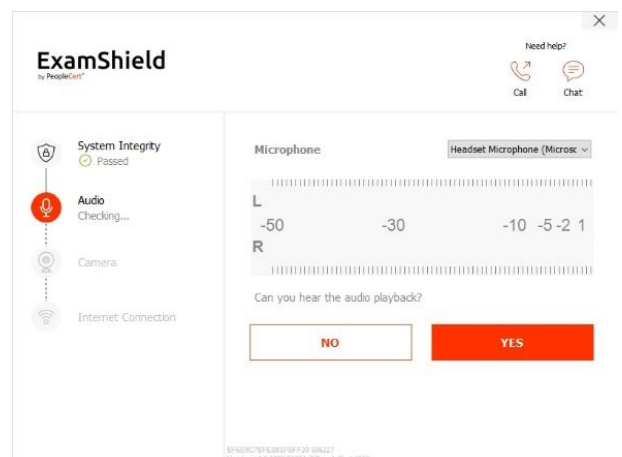 Need help?
ExamShield
by PeopleCert
Call Chat
System Integrity
Passed
Audio
Checking...
Camera
Internet Connection
Microphone
Headset Microphone (Microsc
L
-50 -30 -10 -5 -2 1
R
Can you hear the audio playback?
NO YES